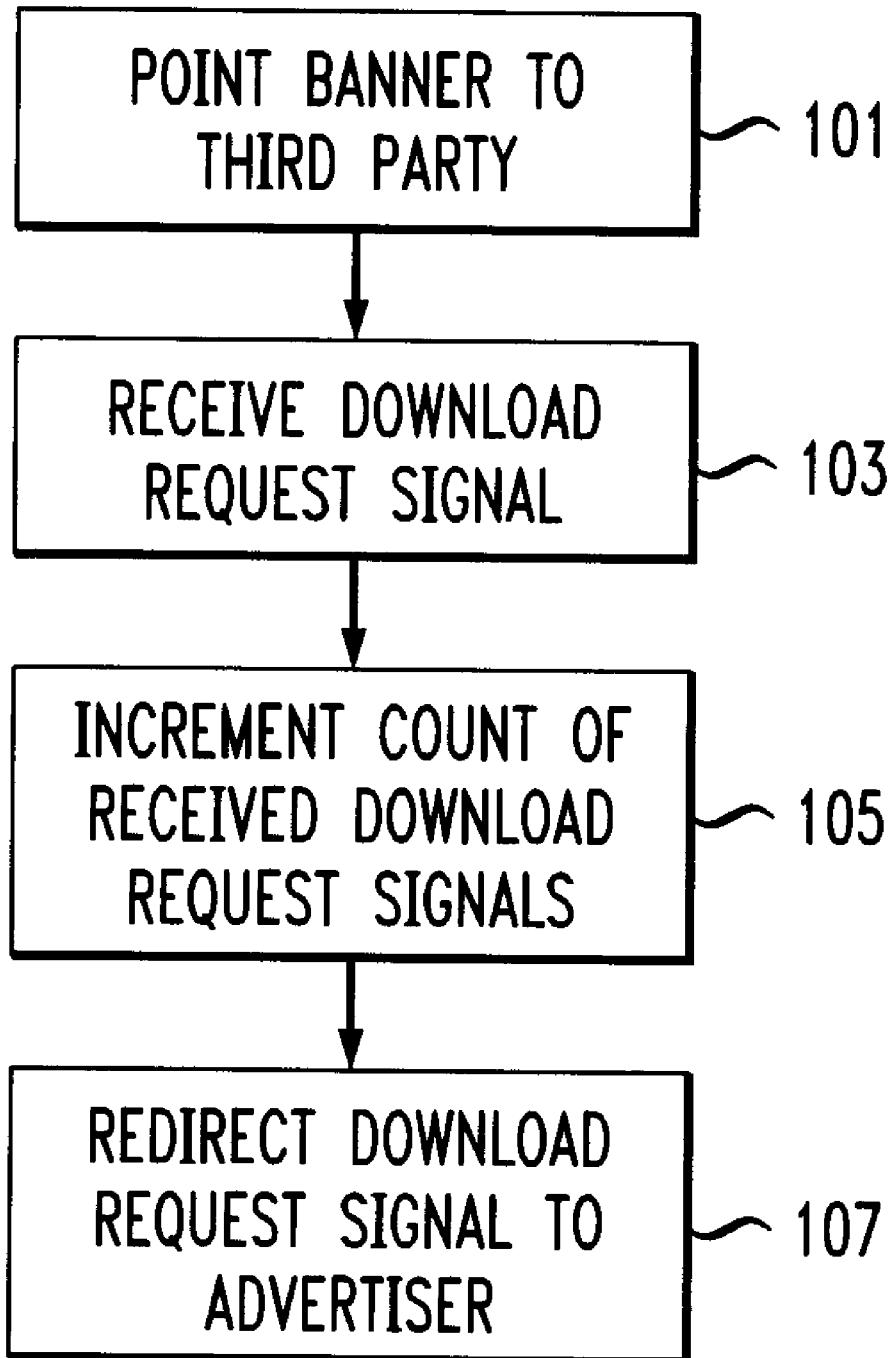 POINT BANNER TO
THIRD PARTY
101
RECEIVE DOWNLOAD
REQUEST SIGNAL
103
INCREMENT COUNT OF
RECEIVED DOWNLOAD
REQUEST SIGNALS
105
REDIRECT DOWNLOAD
REQUEST SIGNAL TO
ADVERTISER
107